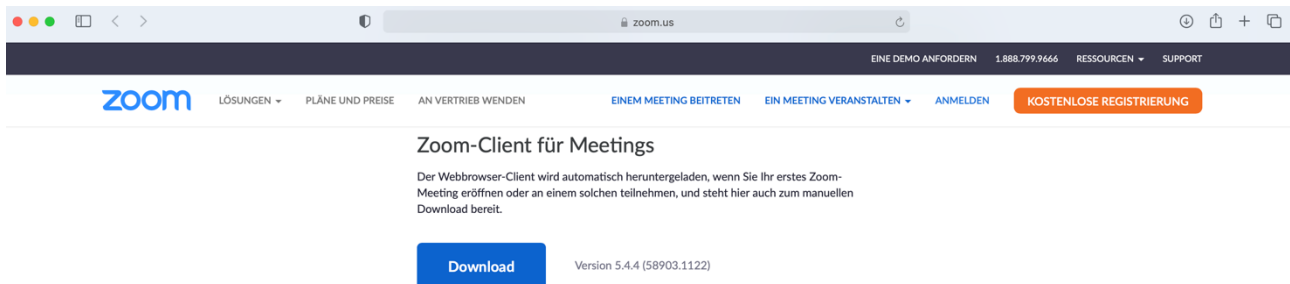 zoom.us
EINE DEMO ANFORDERN 1.888.799.9666 RESSOURCEN SUPPORT
zoom LÖSUNGEN PLÄNE UND PREISE AN VERTRIEB WENDEN EINEM MEETING BEITRETEN EIN MEETING VERANSTALTEN ANMELDEN KOSTENLOSE REGISTRIERUNG
Zoom-Client für Meetings
Der Webbrowser-Client wird automatisch heruntergeladen, wenn Sie Ihr erstes Zoom-
Meeting eröffnen oder an einem solchen teilnehmen, und steht hier auch zum manuellen
Download bereit.
Download Version 5.4.4 (58903.1122)